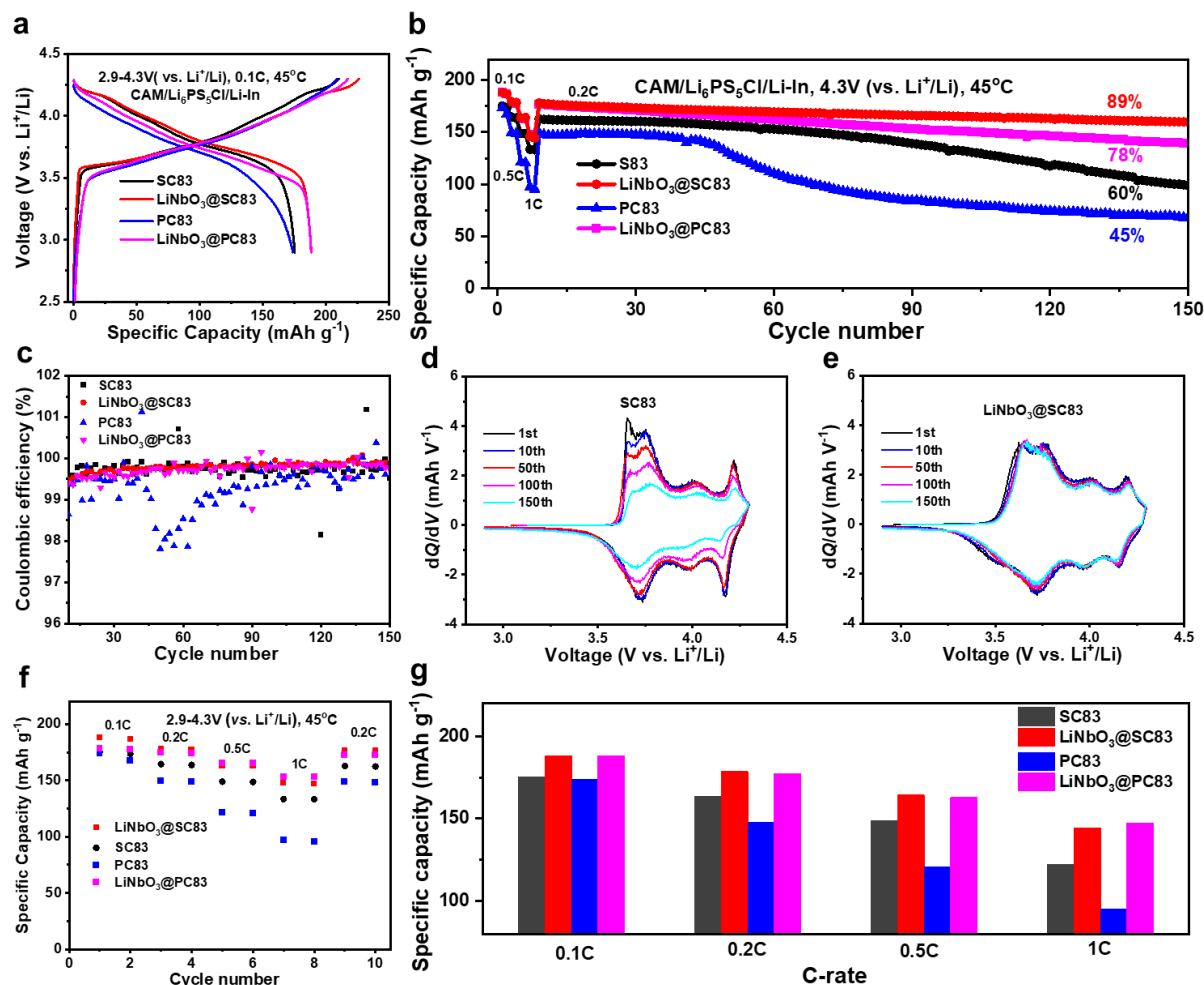 a
2.9-4.3V( vs. Li⁺/Li), 0.1C, 45°C
CAM/Li₆PS₅Cl/Li-In
SC83
LiNbO₃@SC83
PC83
LiNbO₃@PC83
4.5
4.0
3.5
3.0
2.5
0 50 100 150 200 250
Voltage (V vs. Li⁺/Li)
Specific Capacity (mAh g⁻¹)
b
0.1C
0.5C
1C
0.2C
CAM/Li₆PS₅Cl/Li-In, 4.3V (vs. Li⁺/Li), 45°C
89%
78%
60%
45%
S83
LiNbO₃@SC83
PC83
LiNbO₃@PC83
250
200
150
100
50
0
0 30 60 90 120 150
Specific Capacity (mAh g⁻¹)
Cycle number
c
SC83
LiNbO₃@SC83
PC83
LiNbO₃@PC83
102
101
100
99
98
97
96
30 60 90 120 150
Coulombic efficiency (%)
Cycle number
d
SC83
1st
10th
50th
100th
150th
6
4
2
0
-2
-4
3.0 3.5 4.0 4.5
dQ/dV (mAh V⁻¹)
Voltage (V vs. Li⁺/Li)
e
LiNbO₃@SC83
1st
10th
50th
100th
150th
6
4
2
0
-2
-4
3.0 3.5 4.0 4.5
dQ/dV (mAh V⁻¹)
Voltage (V vs. Li⁺/Li)
f
2.9-4.3V (vs. Li⁺/Li), 45°C
0.1C
0.2C
0.5C
1C
0.2C
LiNbO₃@SC83
SC83
PC83
LiNbO₃@PC83
200
150
100
50
0
0 2 4 6 8 10
Specific Capacity (mAh g⁻¹)
Cycle number
g
SC83
LiNbO₃@SC83
PC83
LiNbO₃@PC83
200
150
100
0.1C 0.2C 0.5C 1C
Specific capacity (mAh g⁻¹)
C-rate